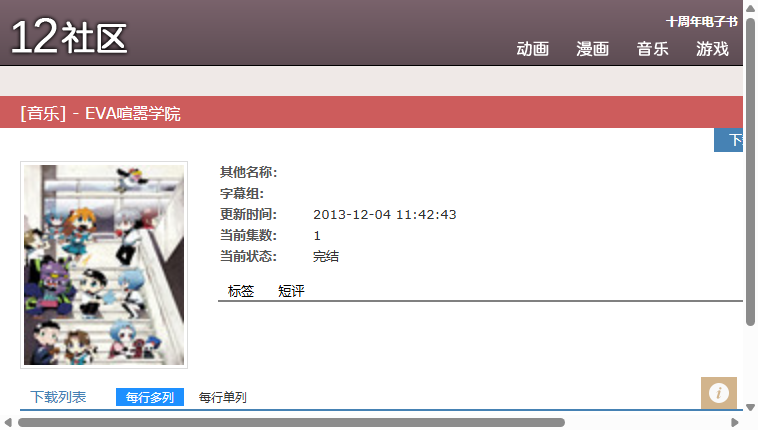 12社区
十周年电子书
动画 漫画 音乐 游戏
[音乐] - EVA喧嚣学院
其他名称:
字幕组:
更新时间: 2013-12-04 11:42:43
当前集数: 1
当前状态: 完结
标签 短评
下载列表 每行多列 每行单列